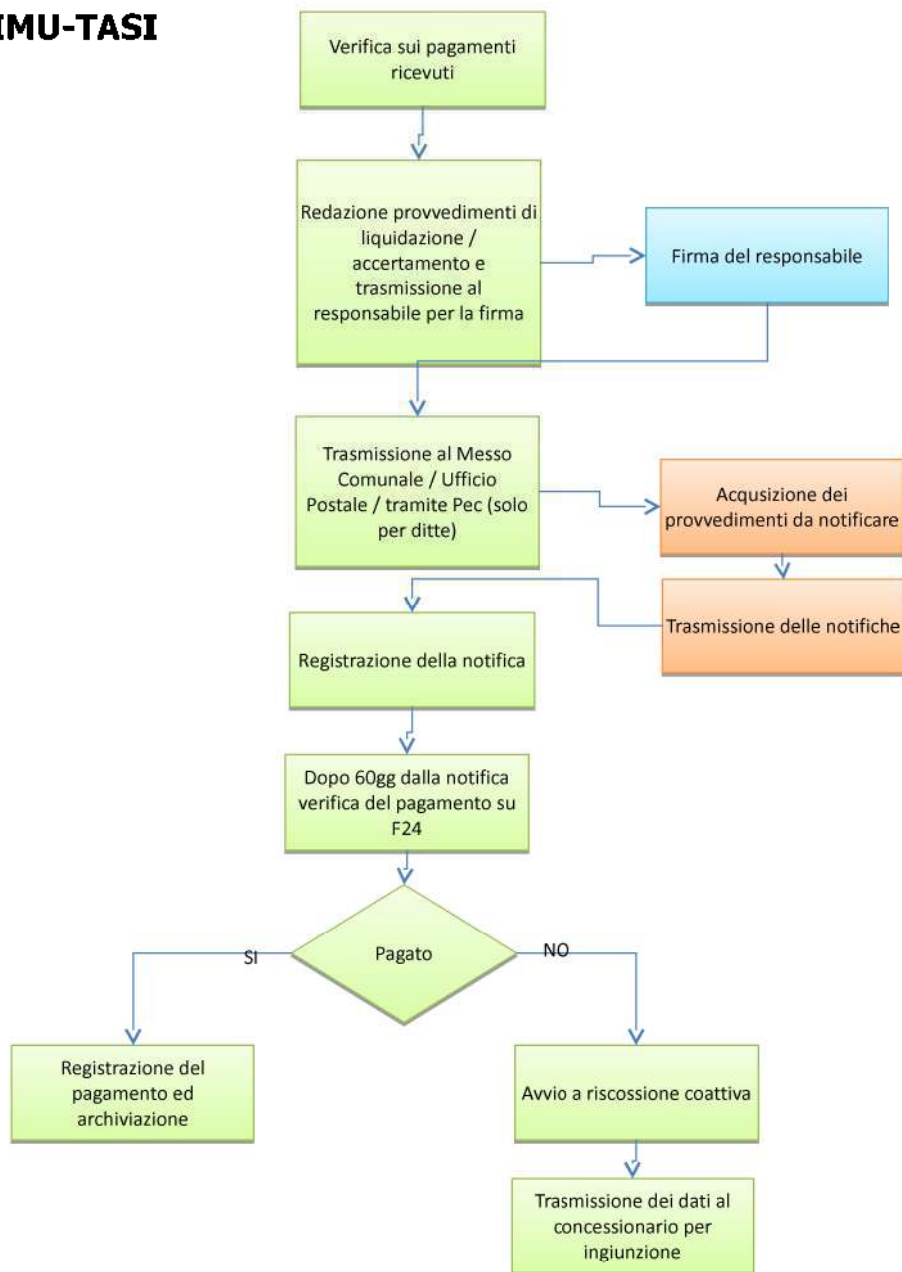 IMU-TASI
Verifica sui pagamenti
ricevuti
Redazione provvedimenti di
liquidazione /
accertamento e
trasmissione al
responsabile per la firma
Firma del responsabile
Trasmissione al Messo
Comunale / Ufficio
Postale / tramite Pec (solo
per ditte)
Acqusizione dei
provvedimenti da notificare
Trasmissione delle notifiche
Registrazione della notifica
Dopo 60gg dalla notifica
verifica del pagamento su
F24
Pagato
SI
NO
Registrazione del
pagamento ed
archiviazione
Avvio a riscossione coattiva
Trasmissione dei dati al
concessionario per
ingiunzione